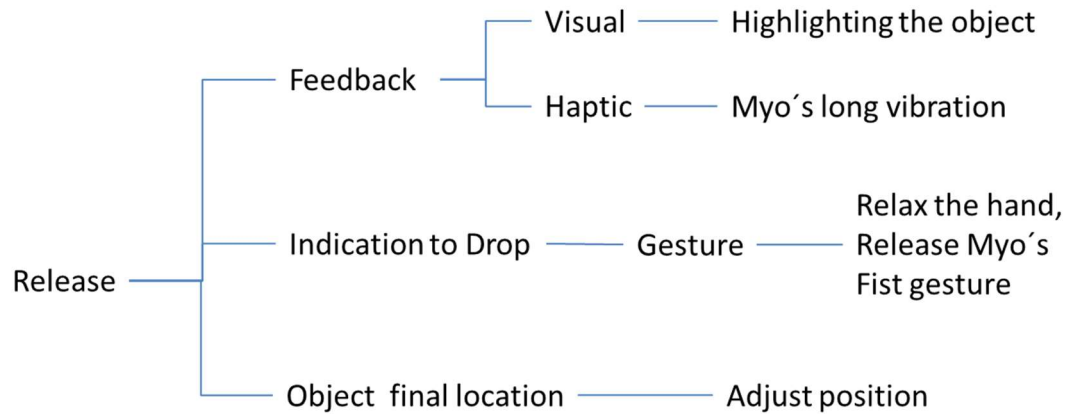 Visual
Highlighting the object
Feedback
Haptic
Myo´s long vibration
Relax the hand,
Indication to Drop
Gesture
Release Myo´s
Fist gesture
Release
Object final location
Adjust position